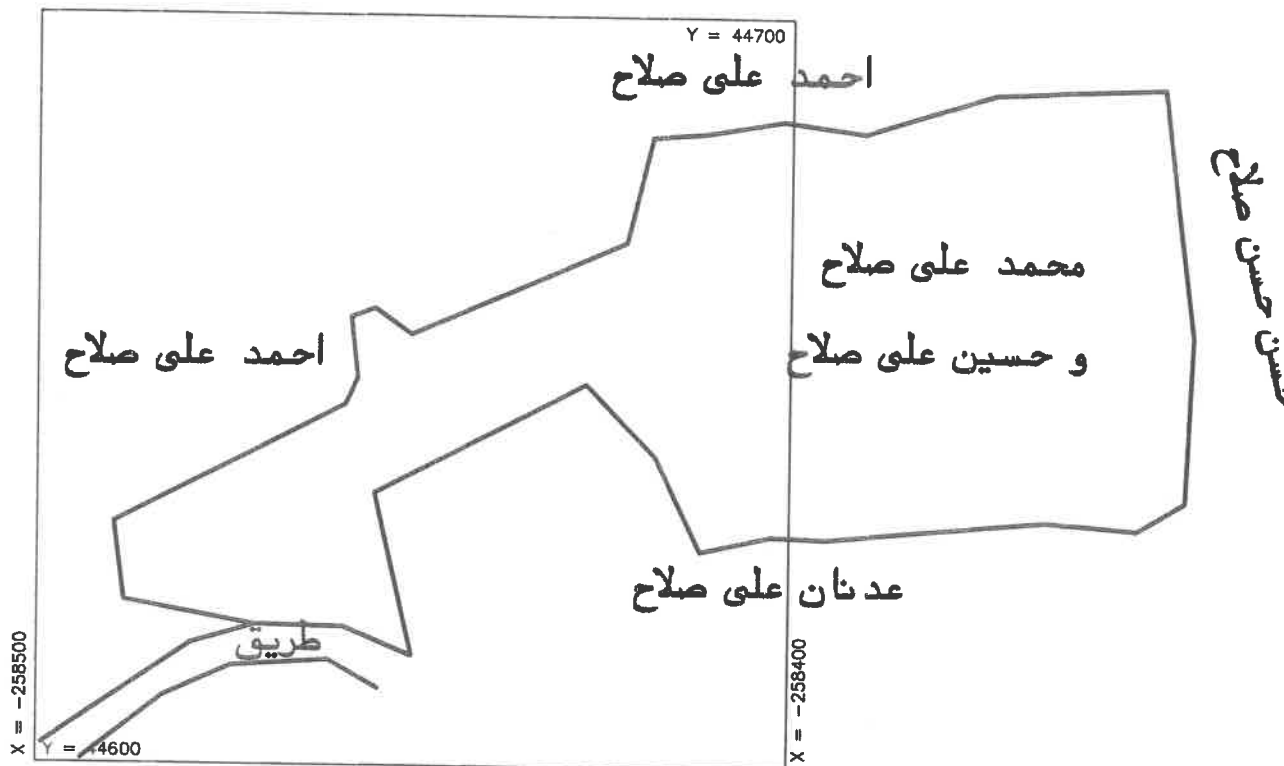 Y = 44700
احمد على صلاح
حسن حسن صلاح
محمد على صلاح
و حسين على صلاح
احمد على صلاح
عدنان على صلاح
طريق
X = -258500
Y = 44600
X = -258400